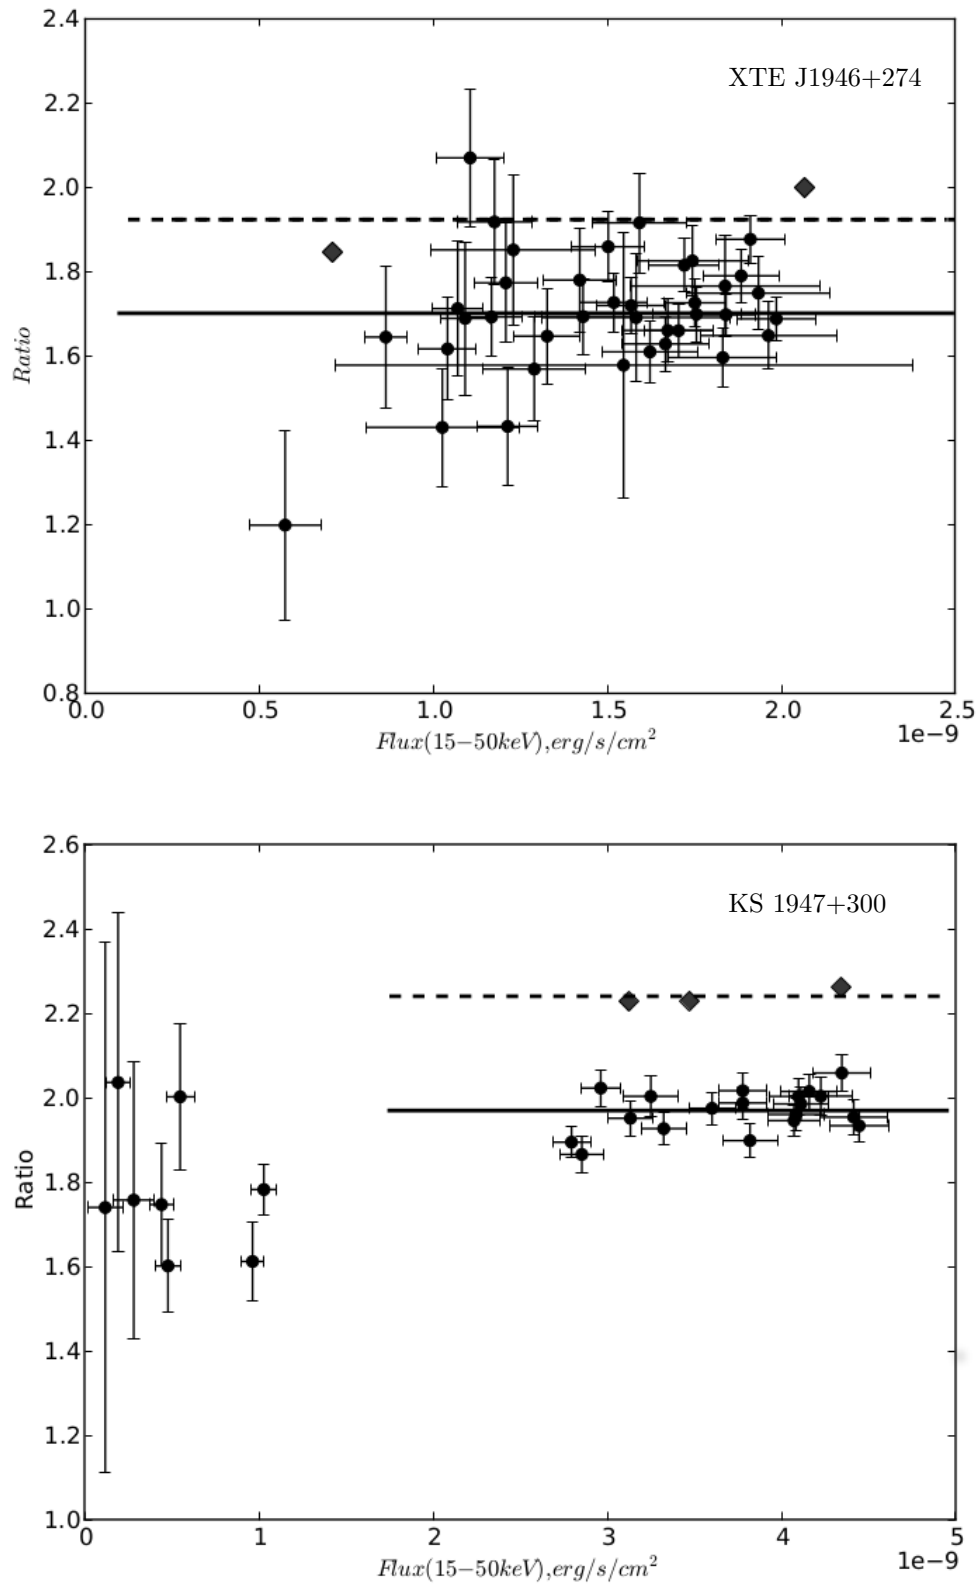 2.4
XTE J1946+274
2.2
2.0
1.8
Ratio
1.6
1.4
1.2
1.0
0.8
0.0 0.5 1.0 1.5 2.0 2.5
Flux(15−50keV),erg/s/cm²
1e−9
2.6
KS 1947+300
2.4
2.2
2.0
Ratio
1.8
1.6
1.4
1.2
1.0
0 1 2 3 4 5
Flux(15−50keV),erg/s/cm²
1e−9